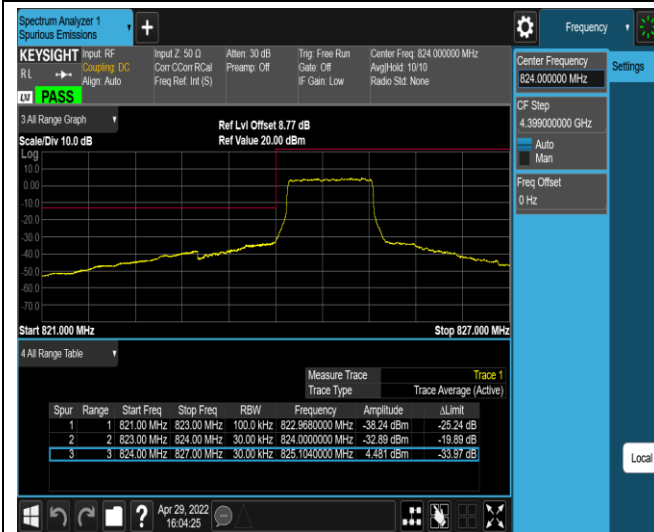 Spectrum Analyzer 1
Spurious Emissions
Frequency
KEYSIGHT Input: RF Input Z: 50 Ω Atten: 30 dB Trig: Free Run Center Freq: 824.000000 MHz
RL Coupling: DC Corr CCorr RCal Preamp: Off Gate: Off Avg|Hold: 10/10
Align: Auto Freq Ref: Int (S) IF Gain: Low Radio Std: None
LXI PASS
Center Frequency
824.000000 MHz
Settings
CF Step
4.399000000 GHz
Auto
Man
Freq Offset
0 Hz
3 All Range Graph
Ref Lvl Offset 8.77 dB
Scale/Div 10.0 dB Ref Value 20.00 dBm
Log
10.0
0.00
-10.0
-20.0
-30.0
-40.0
-50.0
-60.0
-70.0
Start 821.000 MHz Stop 827.000 MHz
4 All Range Table
Measure Trace Trace 1
Trace Type Trace Average (Active)
Spur Range Start Freq Stop Freq RBW Frequency Amplitude ΔLimit
1 1 821.00 MHz 823.00 MHz 100.0 kHz 822.9680000 MHz -38.24 dBm -25.24 dB
2 2 823.00 MHz 824.00 MHz 30.00 kHz 824.0000000 MHz -32.89 dBm -19.89 dB
3 3 824.00 MHz 827.00 MHz 30.00 kHz 825.1040000 MHz 4.481 dBm -33.97 dB
Local
Apr 29, 2022
16:04:25